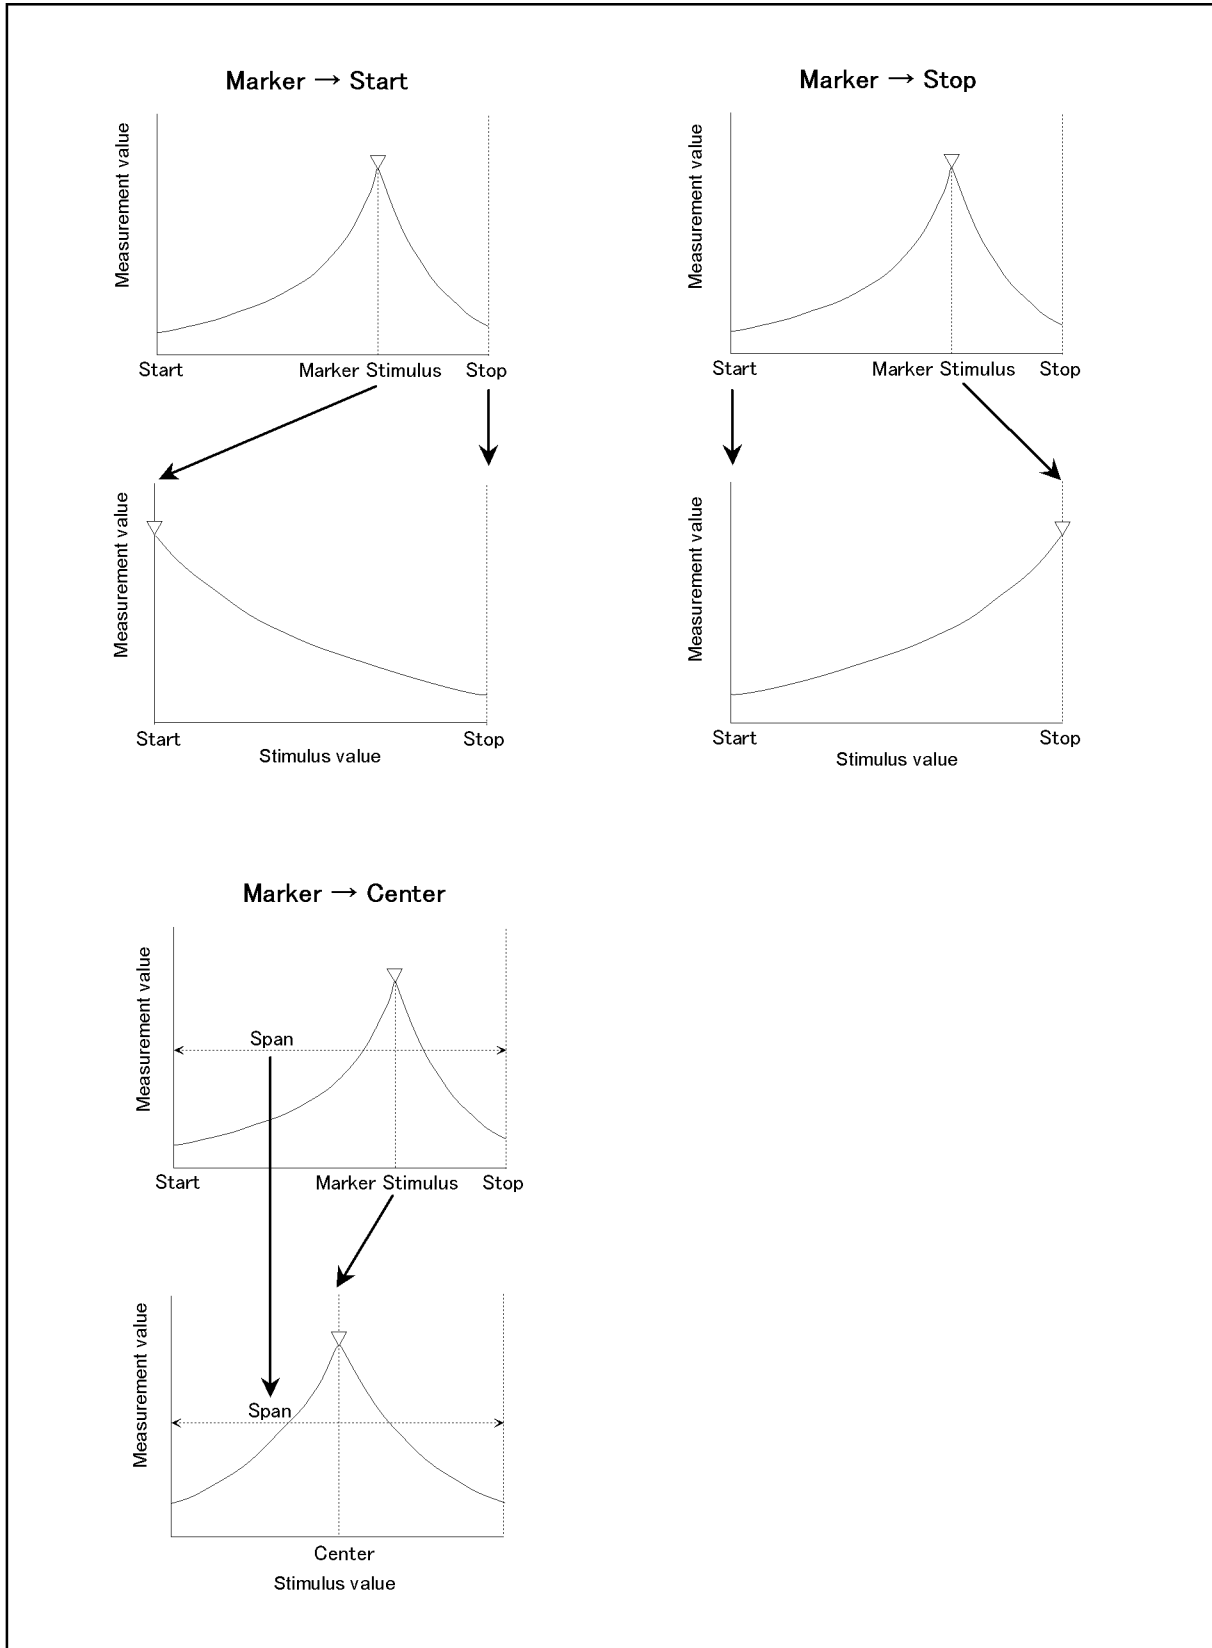 Marker → Start
Measurement value
Start Marker Stimulus Stop
Measurement value
Start Stop
Stimulus value
Marker → Stop
Measurement value
Start Marker Stimulus Stop
Measurement value
Start Stop
Stimulus value
Marker → Center
Measurement value
Span
Start Marker Stimulus Stop
Measurement value
Span
Center
Stimulus value